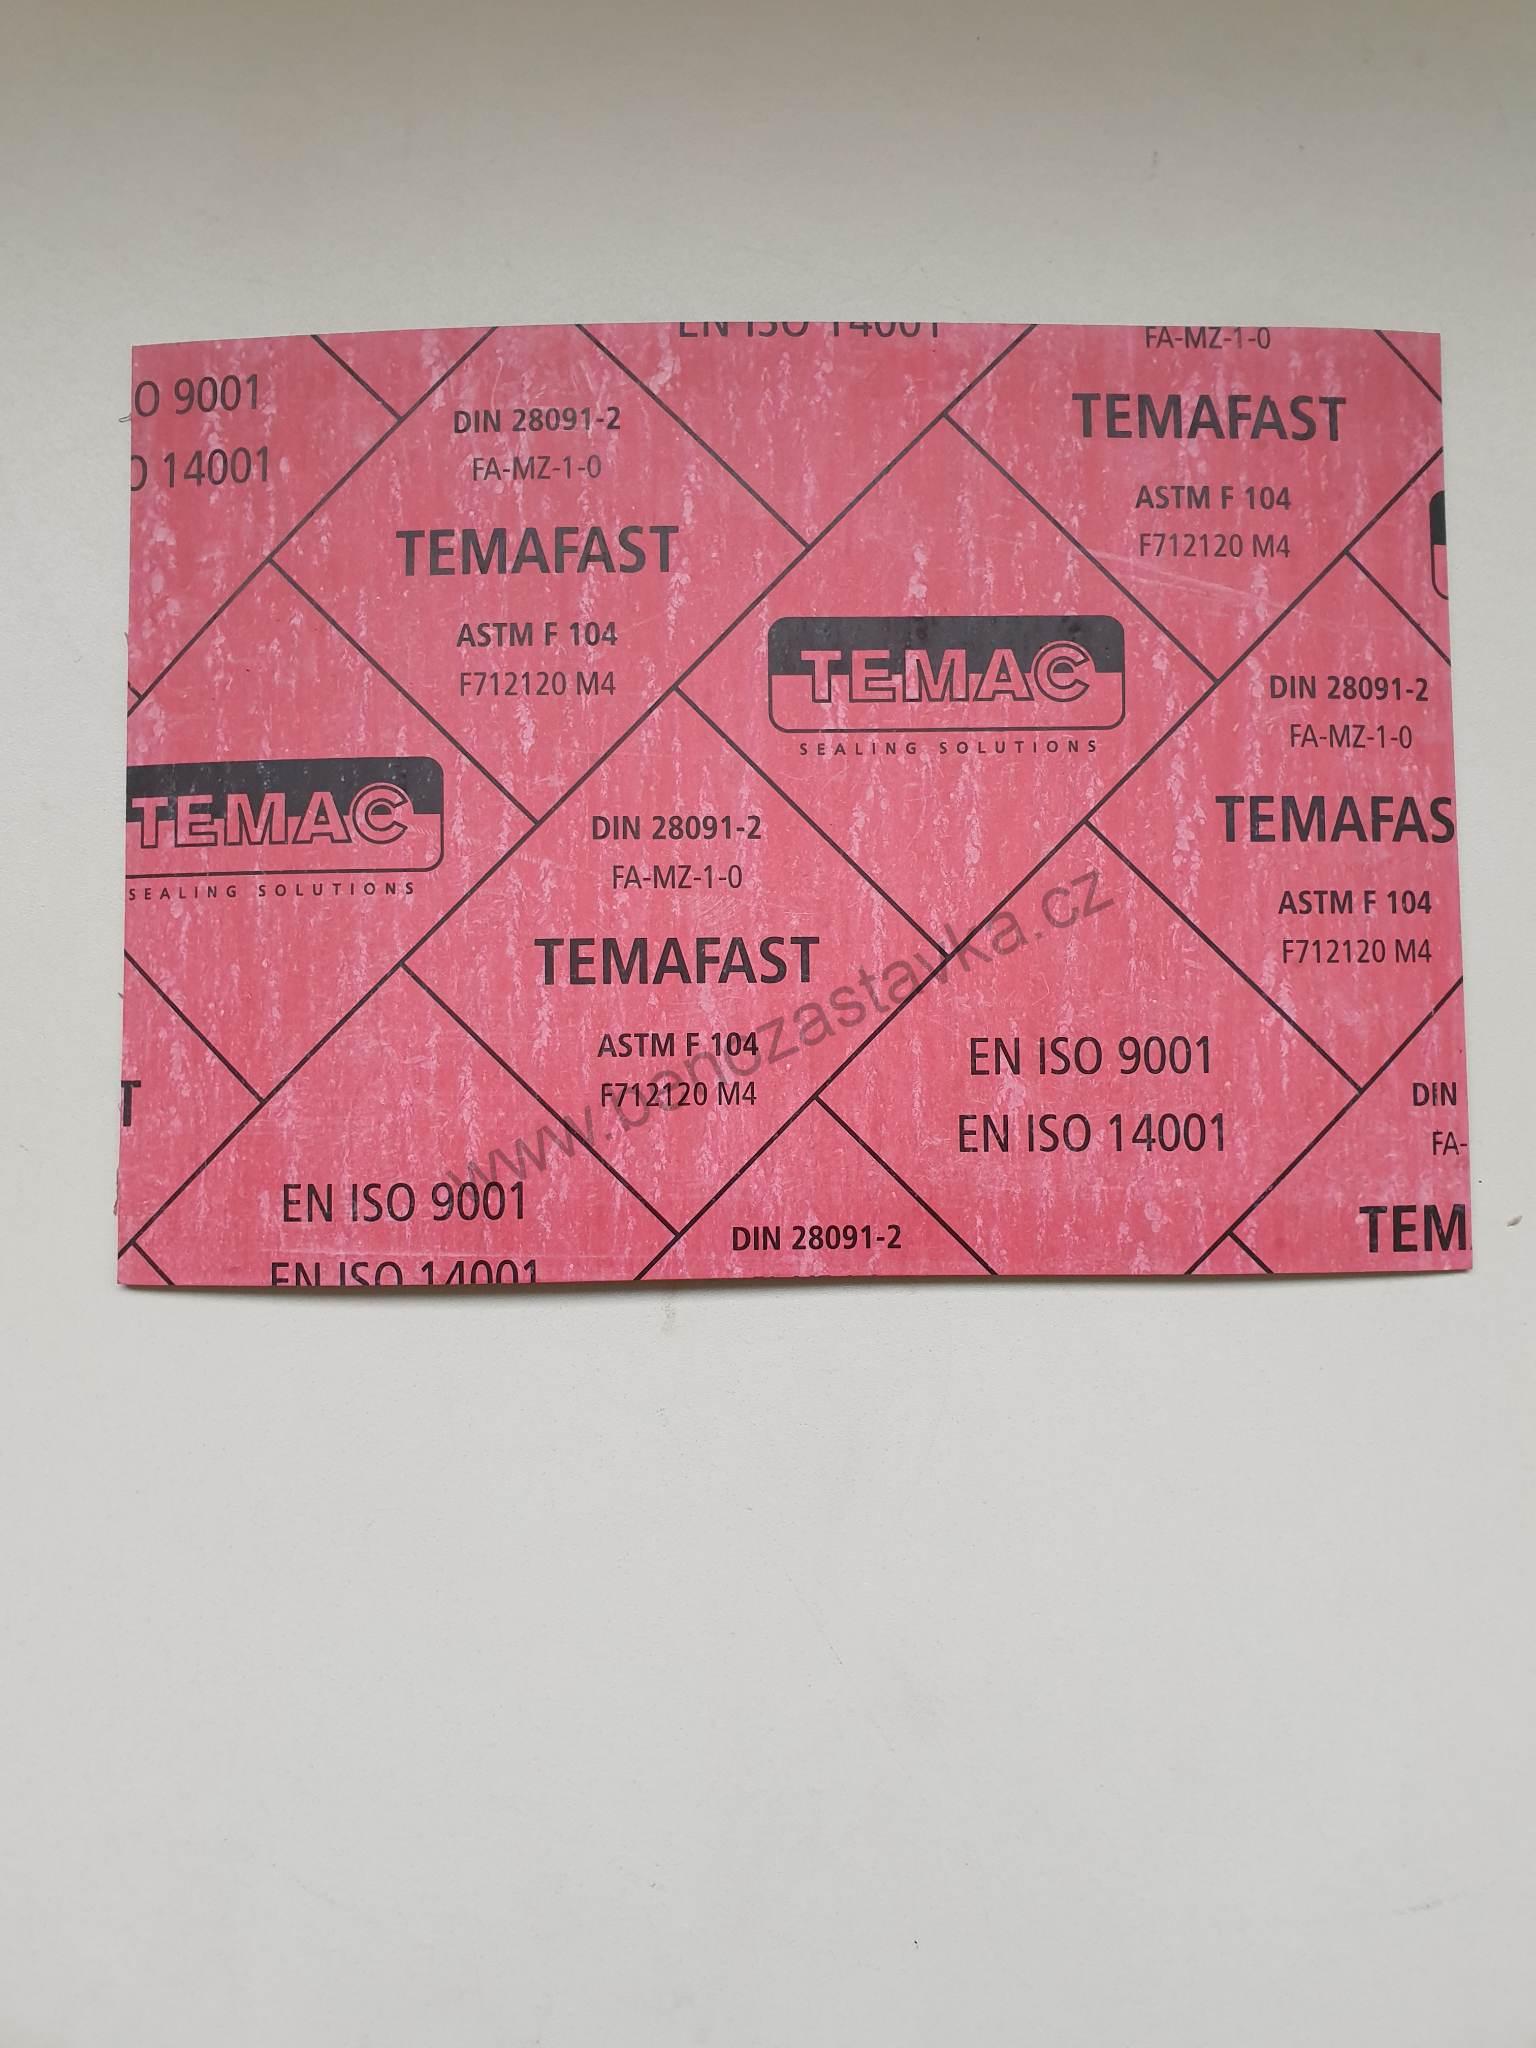 EN ISO 14001
FA-MZ-1-0
O 9001
O 14001
DIN 28091-2
FA-MZ-1-0
TEMAFAST
ASTM F 104
F712120 M4
TEMAFAST
ASTM F 104
F712120 M4
TEMAC
SEALING SOLUTIONS
DIN 28091-2
FA-MZ-1-0
TEMAFAS
ASTM F 104
F712120 M4
TEMAC
SEALING SOLUTIONS
DIN 28091-2
FA-MZ-1-0
TEMAFAST
ASTM F 104
F712120 M4
EN ISO 9001
EN ISO 14001
T
EN ISO 9001
EN ISO 14001
DIN 28091-2
DIN
FA-
TEM